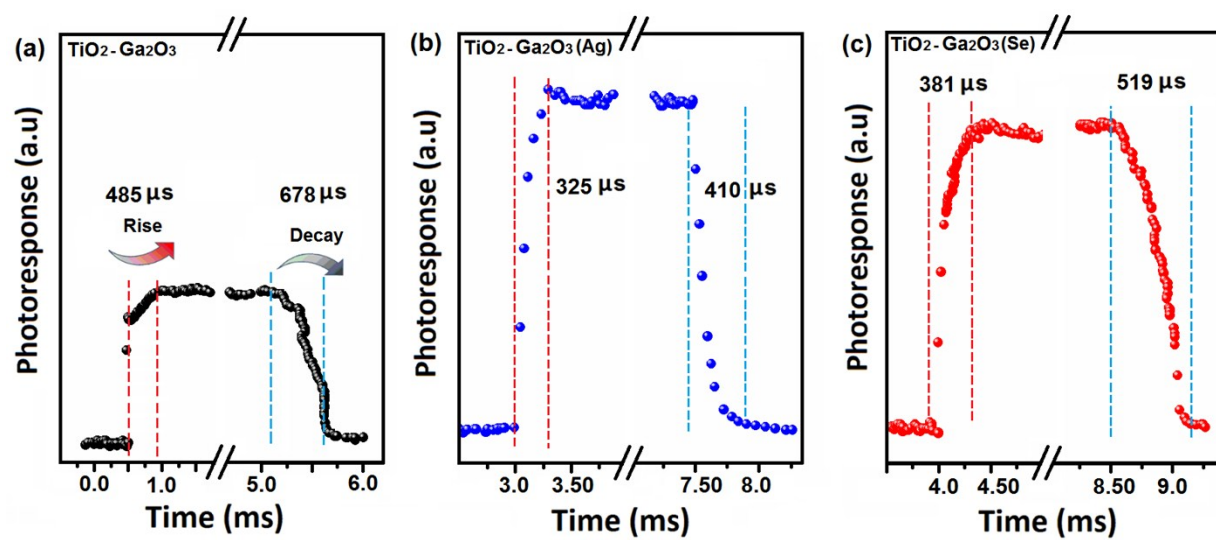 (a)
TiO2-Ga2O3
485 µs
Rise
678 µs
Decay
Photoresponse (a.u)
0.0 1.0 5.0 6.0
Time (ms)
(b)
TiO2-Ga2O3(Ag)
325 µs
410 µs
Photoresponse (a.u)
3.0 3.50 7.50 8.0
Time (ms)
(c)
TiO2-Ga2O3(Se)
381 µs
519 µs
Photoresponse (a.u)
4.0 4.50 8.50 9.0
Time (ms)